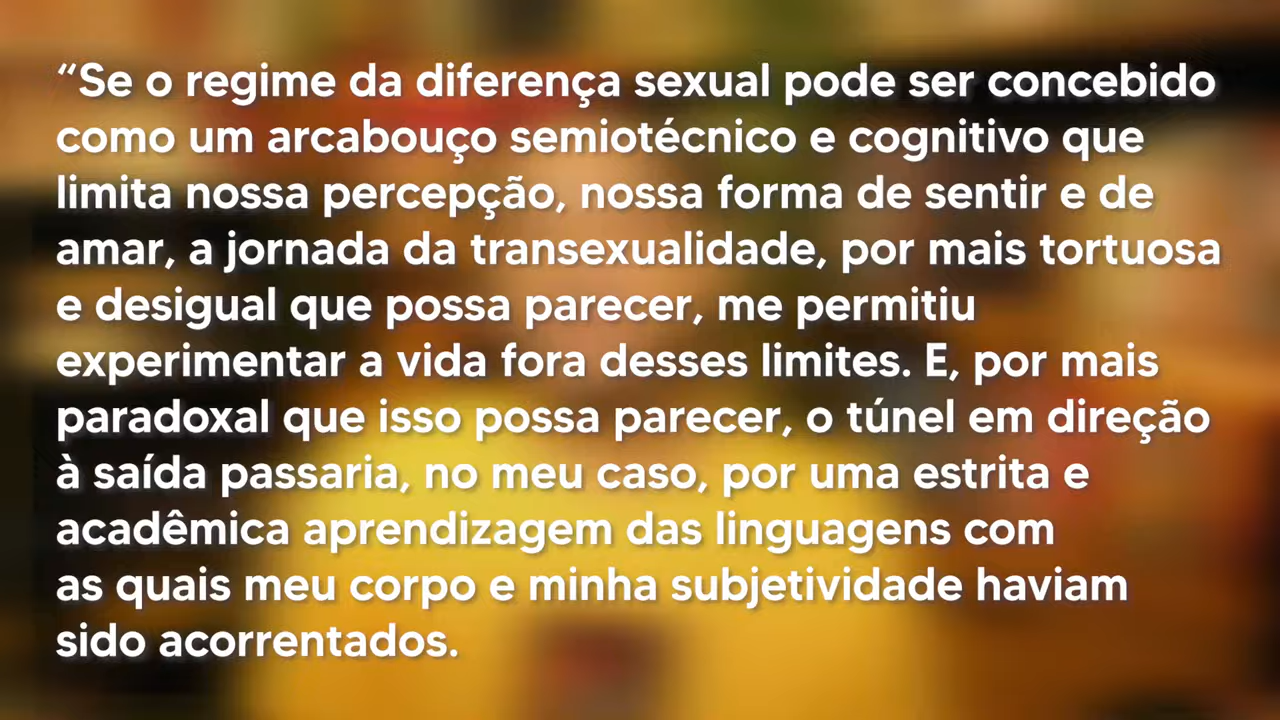 “Se o regime da diferença sexual pode ser concebido
como um arcabouço semiotécnico e cognitivo que
limita nossa percepção, nossa forma de sentir e de
amar, a jornada da transexualidade, por mais tortuosa
e desigual que possa parecer, me permitiu
experimentar a vida fora desses limites. E, por mais
paradoxal que isso possa parecer, o túnel em direção
à saída passaria, no meu caso, por uma estrita e
acadêmica aprendizagem das linguagens com
as quais meu corpo e minha subjetividade haviam
sido acorrentados.